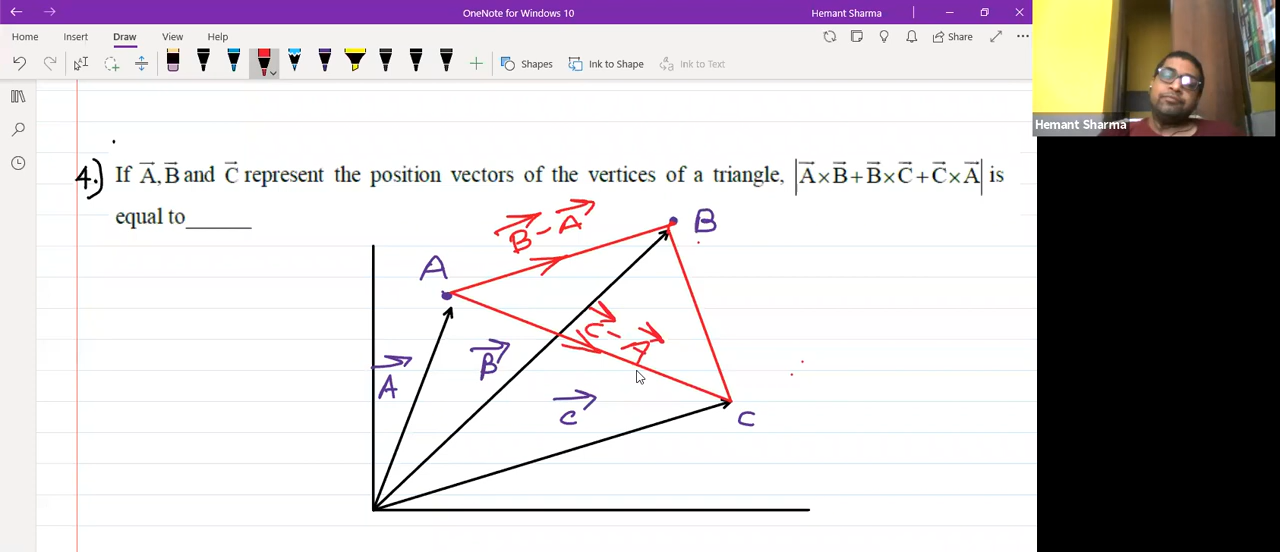 OneNote for Windows 10
Hemant Sharma
Home Insert Draw View Help
Share
Shapes Ink to Shape Ink to Text
Hemant Sharma
4.) If A⃗, B⃗ and C⃗ represent the position vectors of the vertices of a triangle, |A⃗×B⃗+B⃗×C⃗+C⃗×A⃗| is
equal to______
B⃗ - A⃗
B
A
C⃗ - A⃗
B⃗
A⃗
C⃗
C